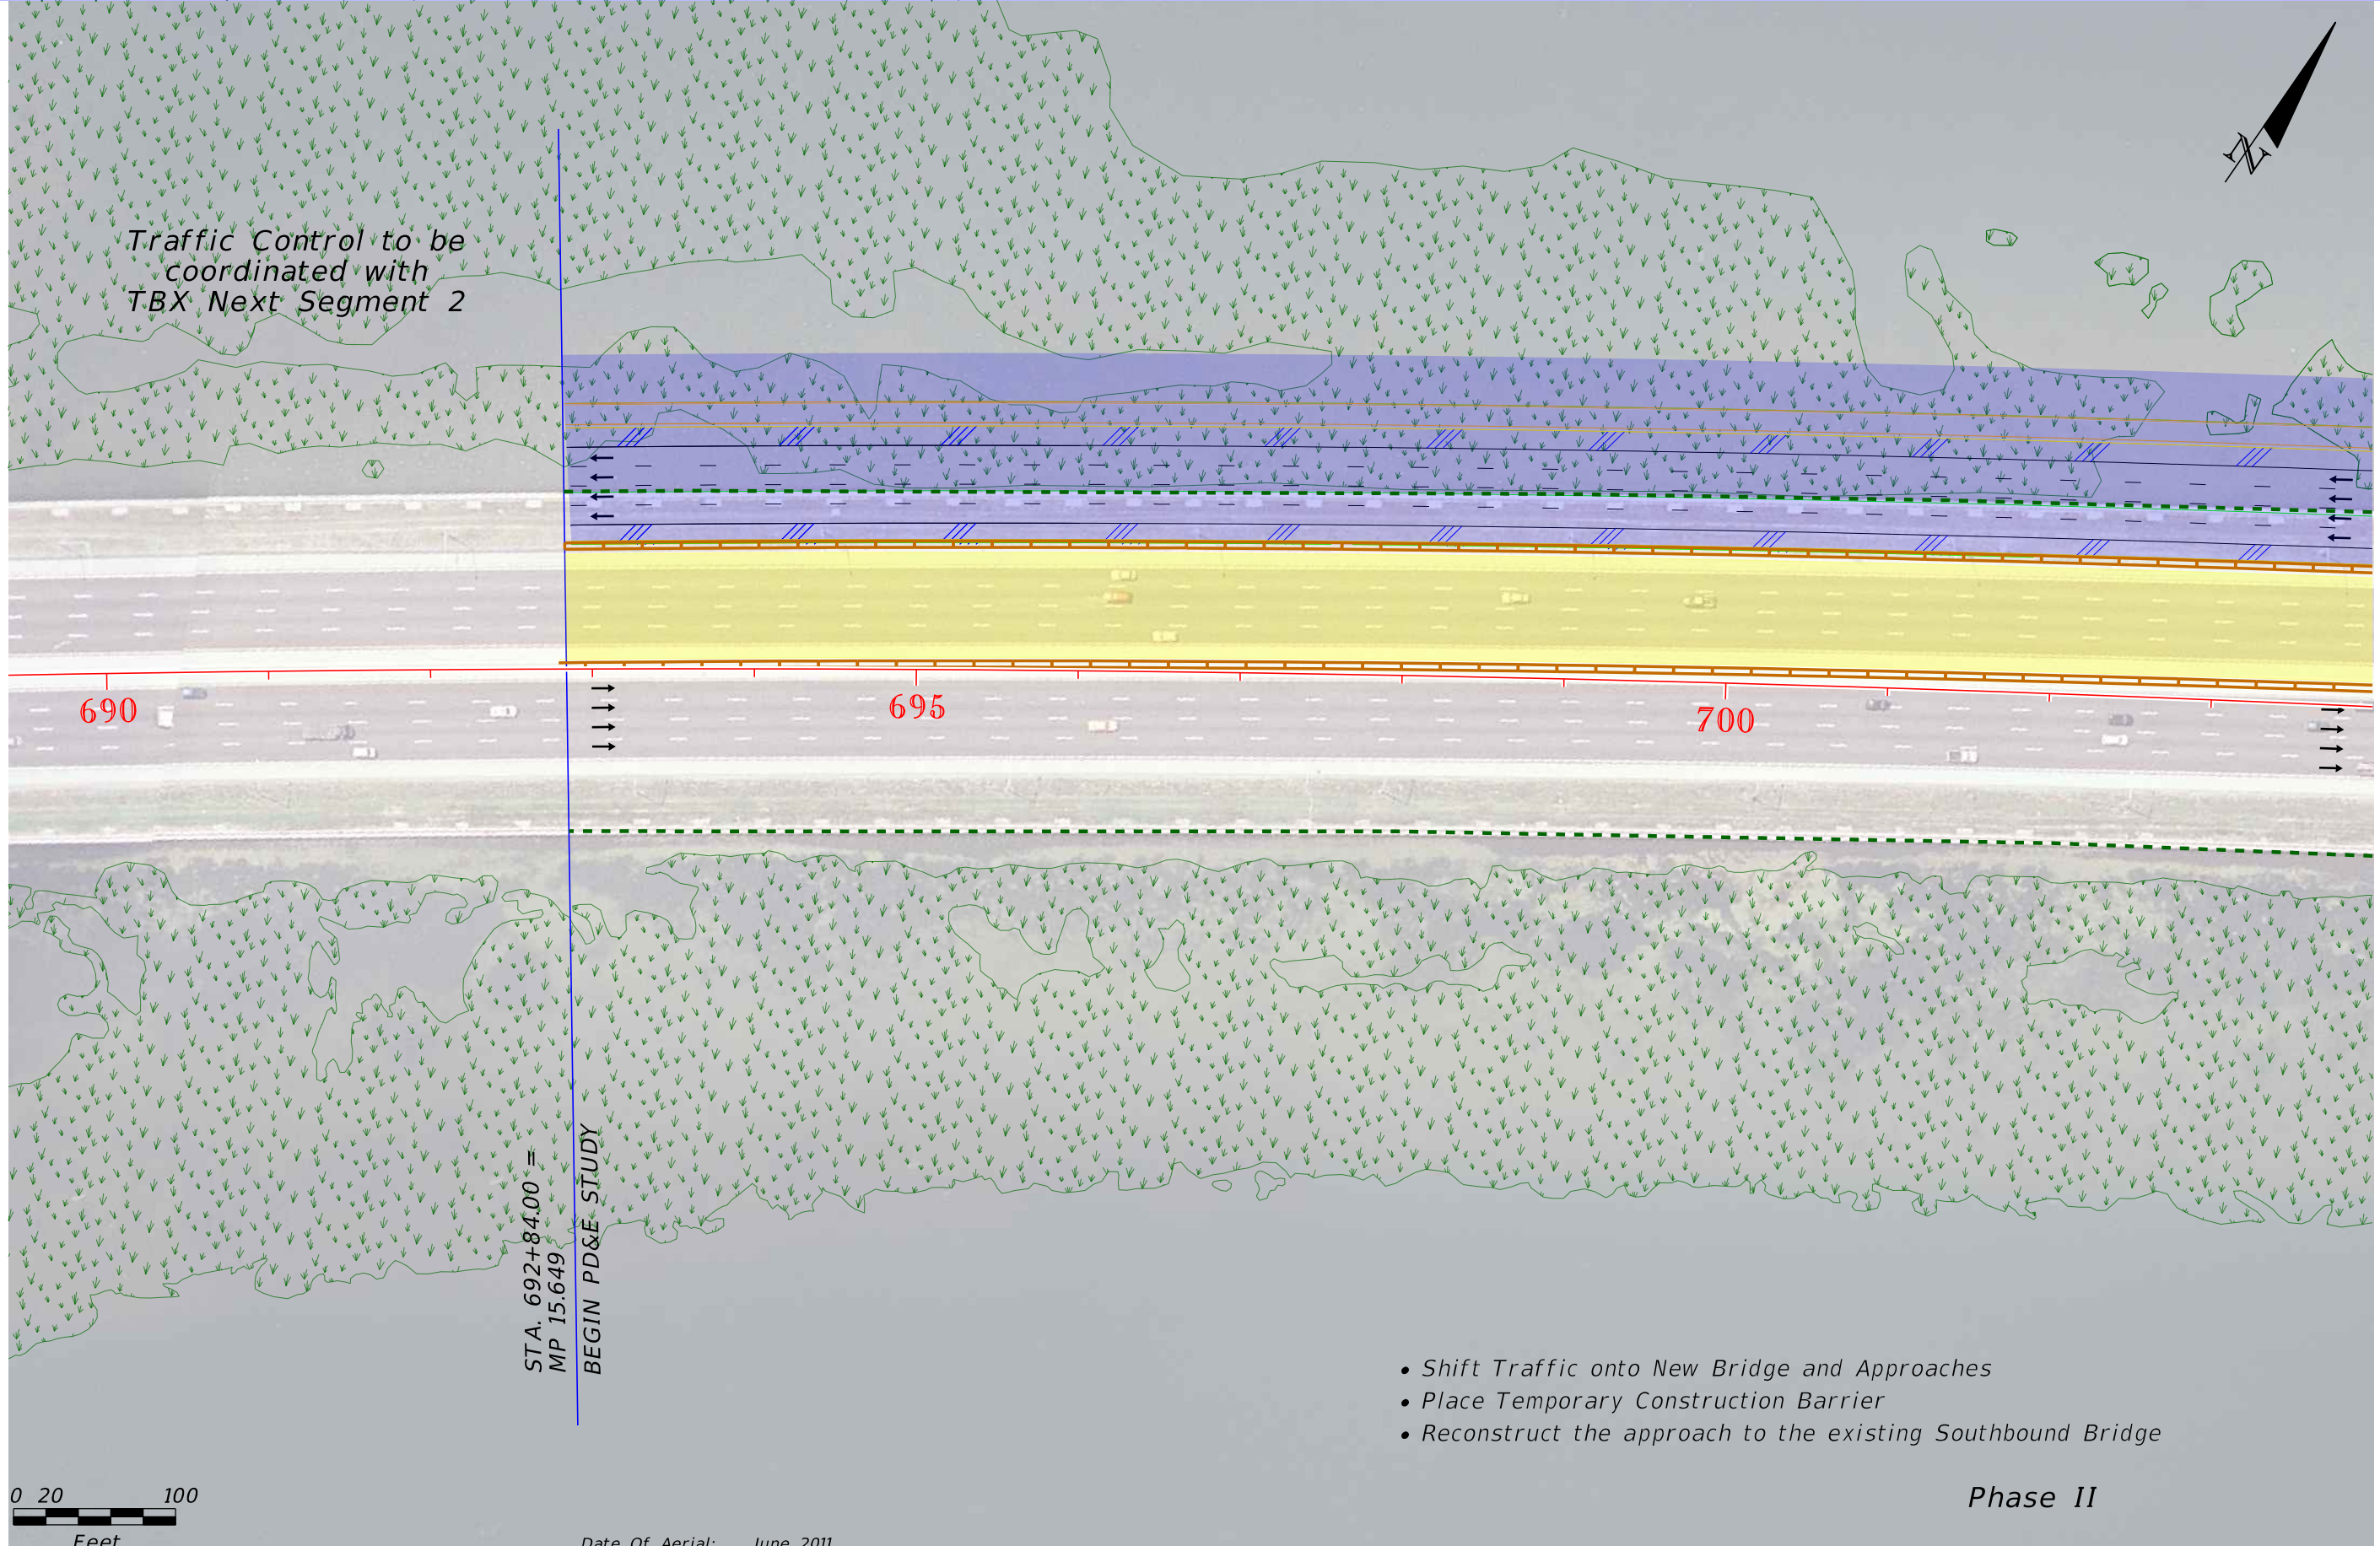 N
Traffic Control to be
coordinated with
TBX Next Segment 2
690
695
700
STA. 692+84.00 =
MP 15.649
BEGIN PD&E STUDY
• Shift Traffic onto New Bridge and Approaches
• Place Temporary Construction Barrier
• Reconstruct the approach to the existing Southbound Bridge
Phase II
0 20 100
Feet
Date Of Aerial: June 2011